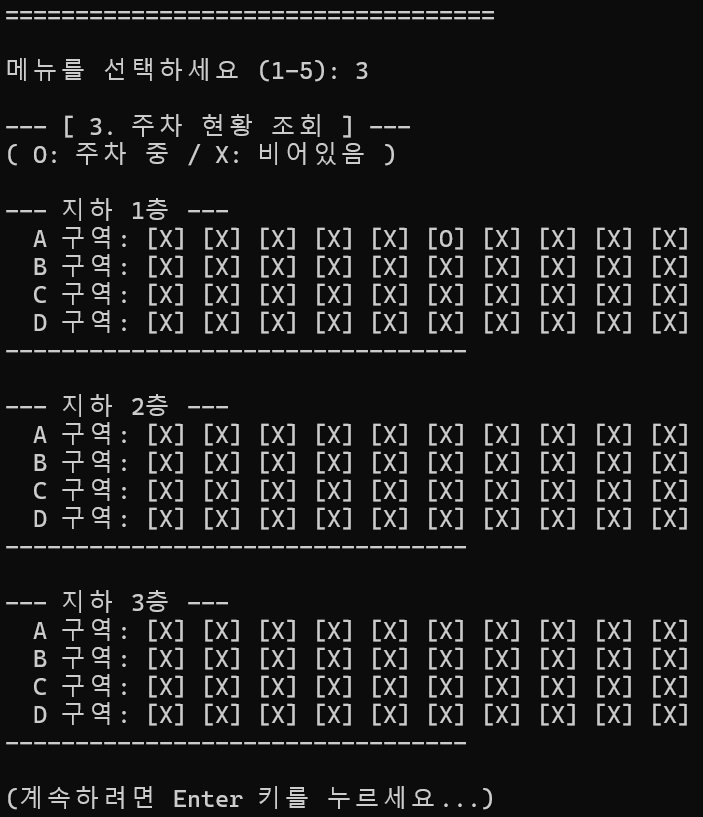 ===================================
메뉴를 선택하세요 (1-5): 3
--- [ 3. 주차 현황 조회 ] ---
( O: 주차 중 / X: 비어있음 )
--- 지하 1층 ---
A 구역: [X] [X] [X] [X] [X] [O] [X] [X] [X] [X]
B 구역: [X] [X] [X] [X] [X] [X] [X] [X] [X] [X]
C 구역: [X] [X] [X] [X] [X] [X] [X] [X] [X] [X]
D 구역: [X] [X] [X] [X] [X] [X] [X] [X] [X] [X]
---------------------------------
--- 지하 2층 ---
A 구역: [X] [X] [X] [X] [X] [X] [X] [X] [X] [X]
B 구역: [X] [X] [X] [X] [X] [X] [X] [X] [X] [X]
C 구역: [X] [X] [X] [X] [X] [X] [X] [X] [X] [X]
D 구역: [X] [X] [X] [X] [X] [X] [X] [X] [X] [X]
---------------------------------
--- 지하 3층 ---
A 구역: [X] [X] [X] [X] [X] [X] [X] [X] [X] [X]
B 구역: [X] [X] [X] [X] [X] [X] [X] [X] [X] [X]
C 구역: [X] [X] [X] [X] [X] [X] [X] [X] [X] [X]
D 구역: [X] [X] [X] [X] [X] [X] [X] [X] [X] [X]
---------------------------------
(계속하려면 Enter 키를 누르세요...)